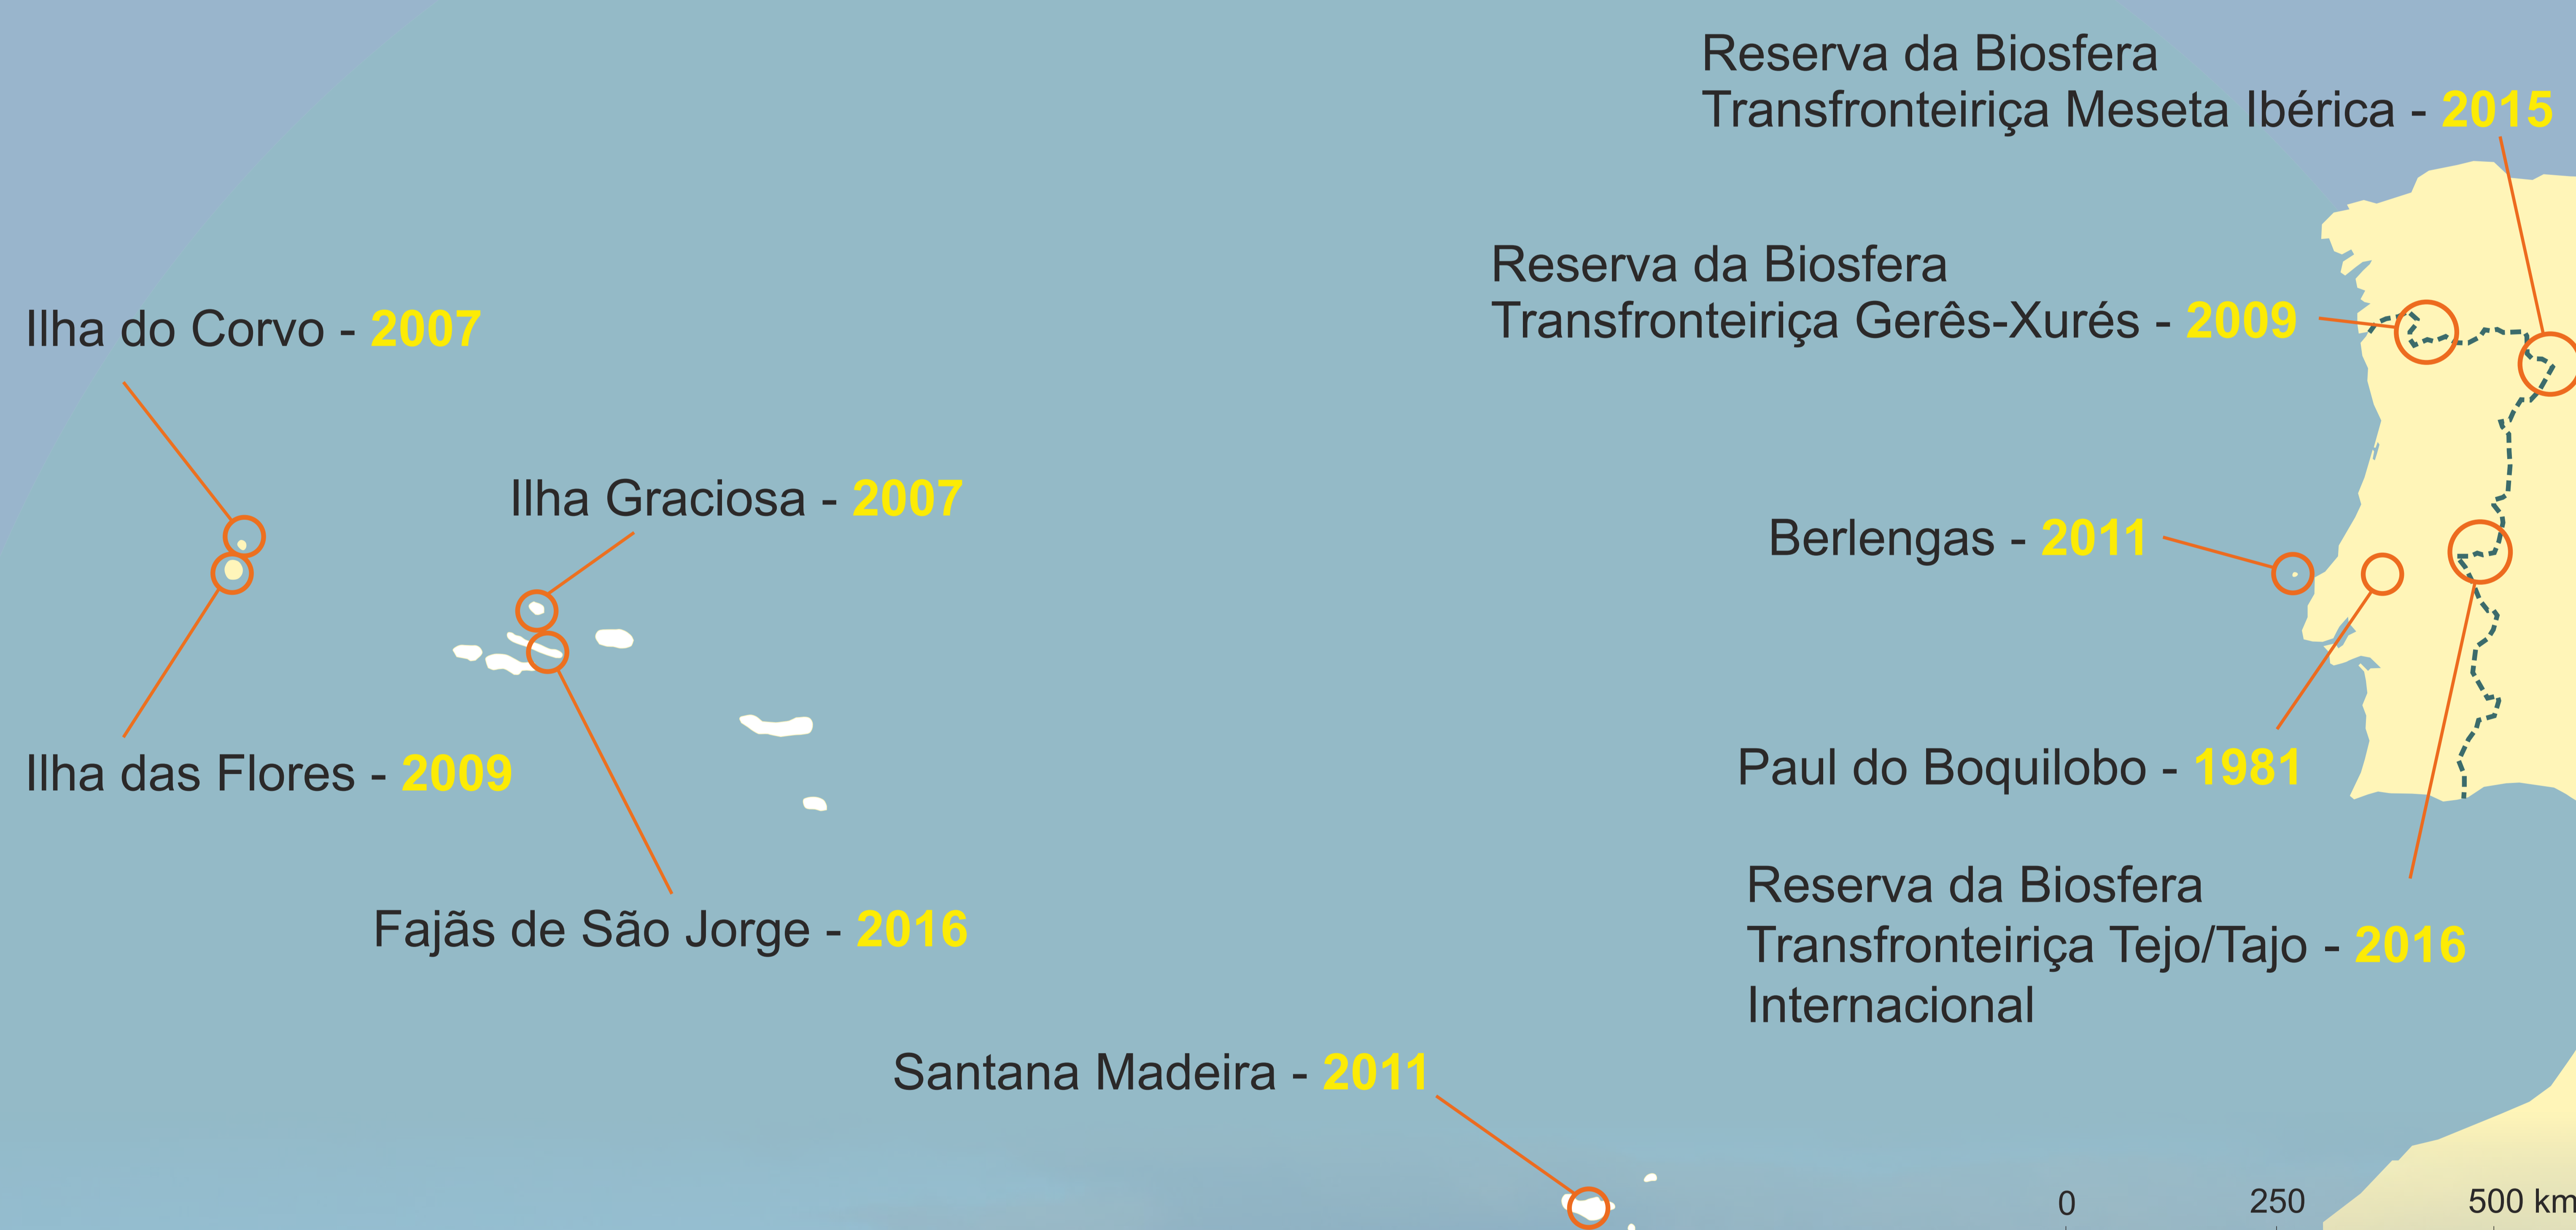 Reserva da Biosfera
Transfronteiriça Meseta Ibérica - 2015
Reserva da Biosfera
Transfronteiriça Gerês-Xurés - 2009
Ilha do Corvo - 2007
Ilha Graciosa - 2007
Berlengas - 2011
Ilha das Flores - 2009
Paul do Boquilobo - 1981
Fajãs de São Jorge - 2016
Reserva da Biosfera
Transfronteiriça Tejo/Tajo - 2016
Internacional
Santana Madeira - 2011
0 250 500 km